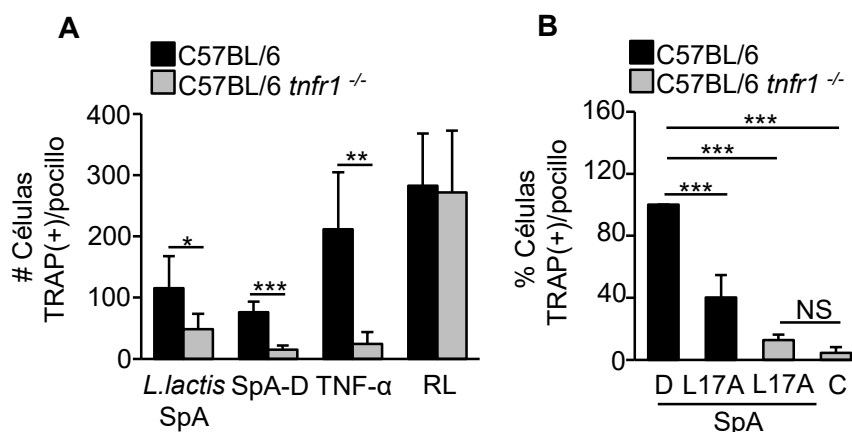 A
C57BL/6
C57BL/6 tnfr1 -/-
# Células
TRAP(+)/pocillo
400
300
200
100
0
*
***
**
L.lactis SpA-D TNF-α RL
SpA
B
C57BL/6
C57BL/6 tnfr1 -/-
% Células
TRAP(+)/pocillo
160
120
80
40
0
***
***
***
NS
D L17A L17A C
SpA